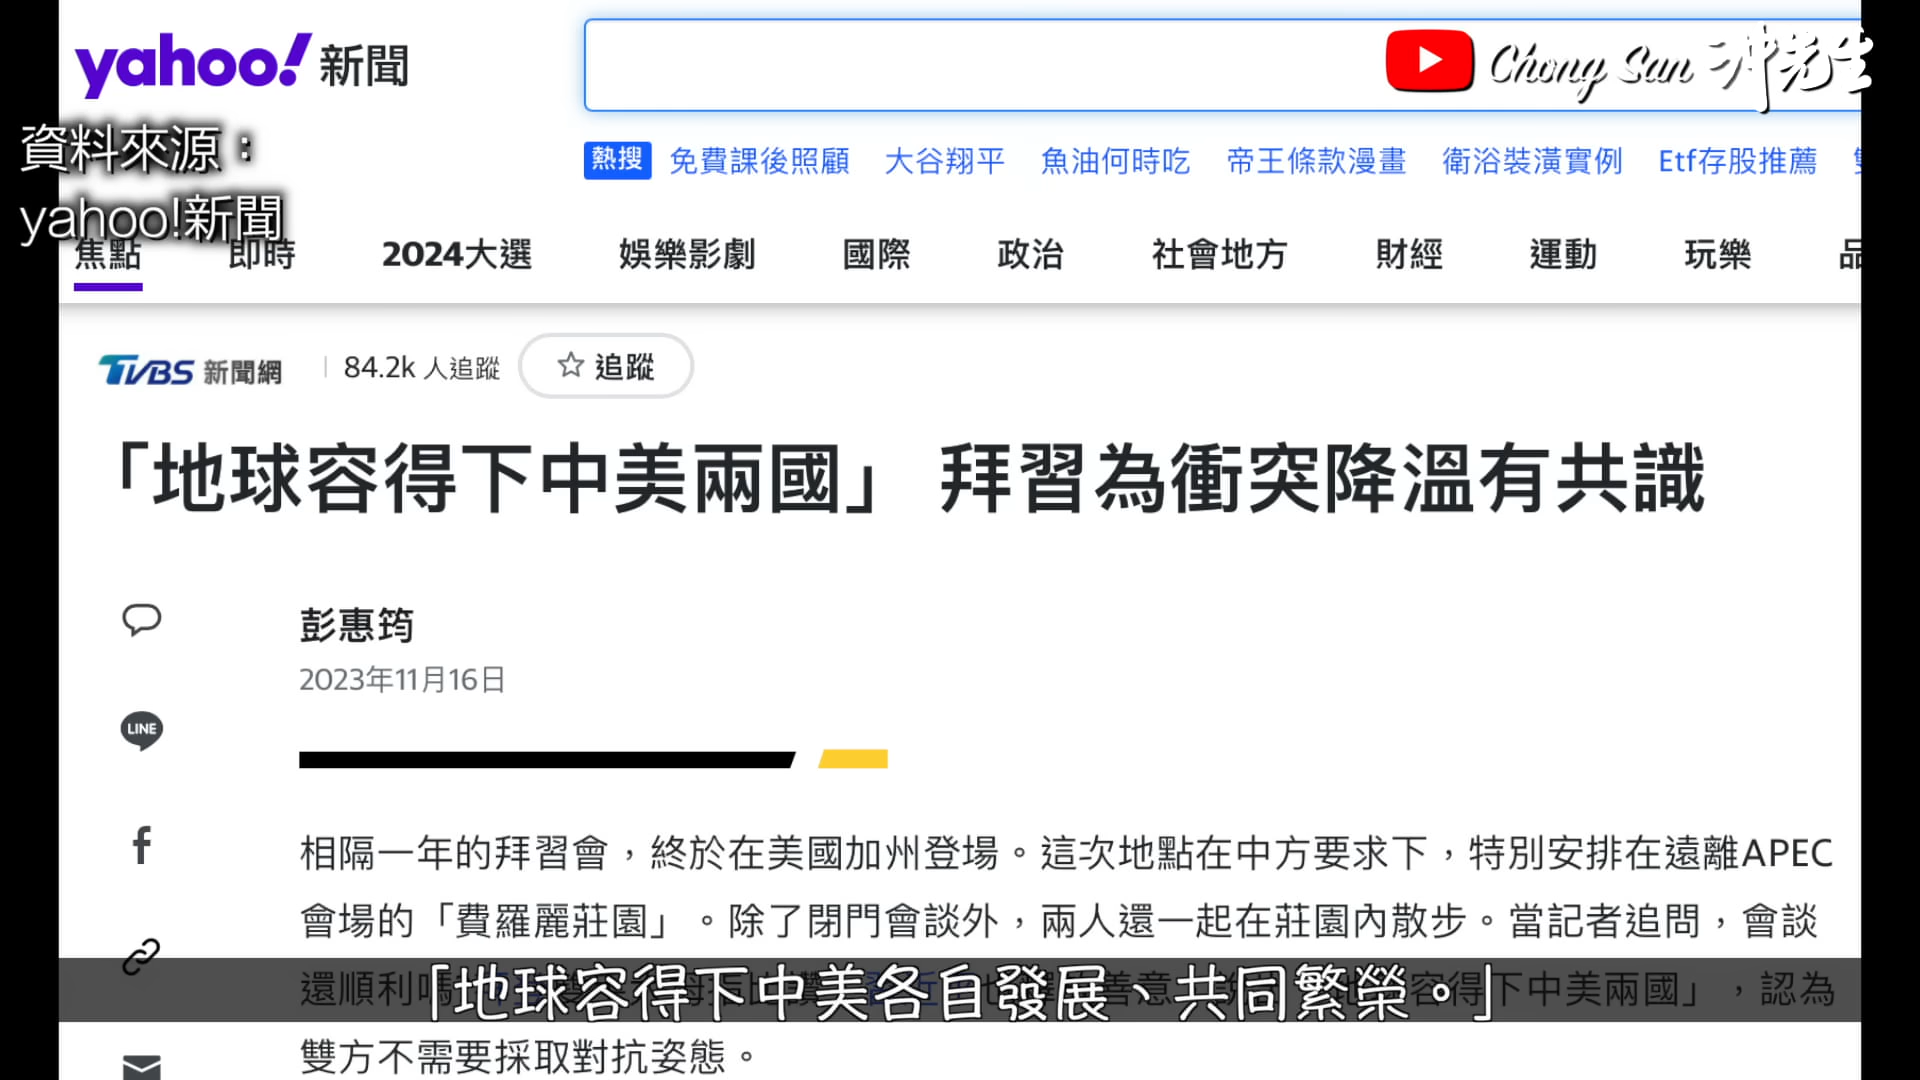 yahoo!新聞
Chong San 冲先生
資料來源：
yahoo!新聞
熱搜 免費課後照顧 大谷翔平 魚油何時吃 帝王條款漫畫 衛浴裝潢實例 Etf存股推薦
焦點 即時 2024大選 娛樂影劇 國際 政治 社會地方 財經 運動 玩樂
TVBS 新聞網 84.2k 人追蹤 追蹤
「地球容得下中美兩國」 拜習為衝突降溫有共識
彭惠筠
2023年11月16日
LINE
相隔一年的拜習會，終於在美國加州登場。這次地點在中方要求下，特別安排在遠離APEC
會場的「費羅麗莊園」。除了閉門會談外，兩人還一起在莊園內散步。當記者追問，會談
還順利嗎 容得下中美兩國」，認為
「地球容得下中美各自發展、共同繁榮。」
雙方不需要採取對抗姿態。